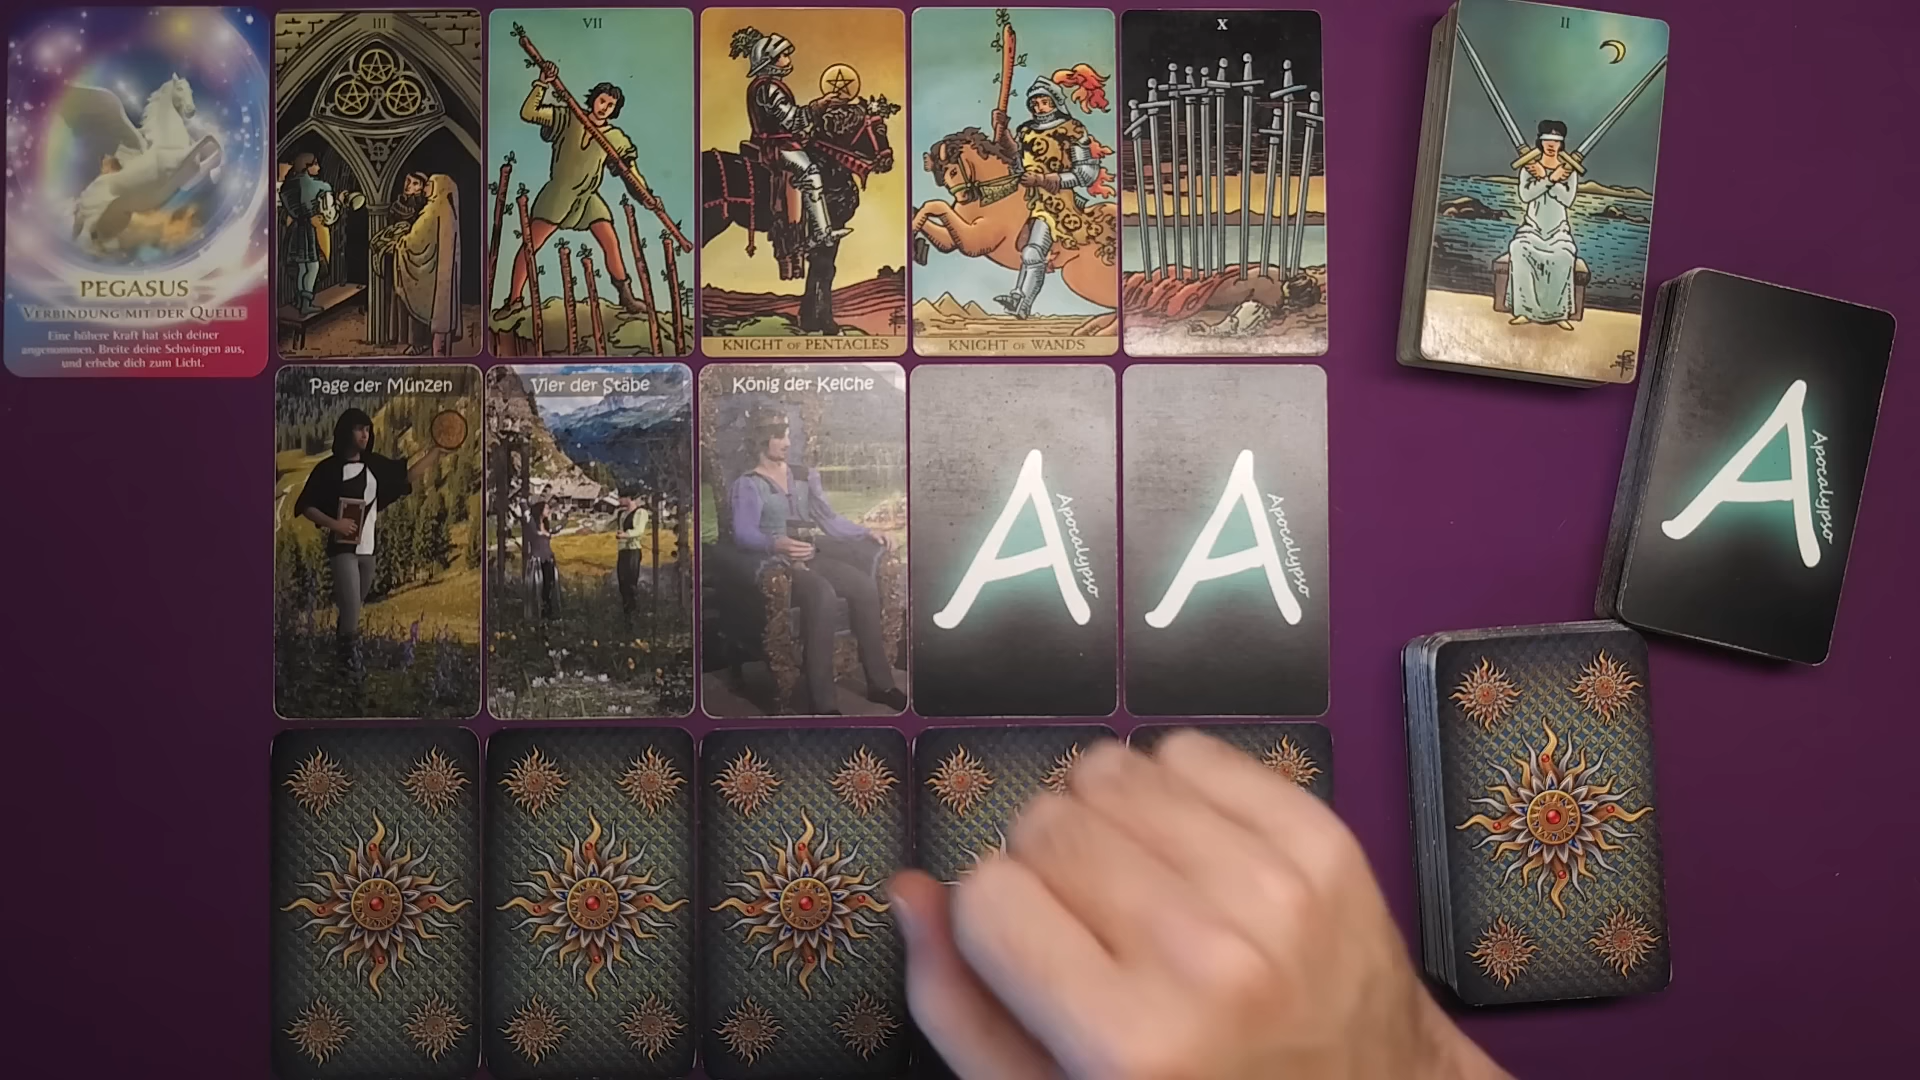 PEGASUS
VERBINDUNG MIT DER QUELLE
Eine höhere Kraft hat sich deiner
angenommen. Breite deine Schwingen aus,
und erhebe dich zum Licht.
III
VII
KNIGHT OF PENTACLES
KNIGHT OF WANDS
X
II
Page der Münzen
Vier der Stäbe
König der Kelche
A
Apocalypso
A
Apocalypso
A
Apocalypso